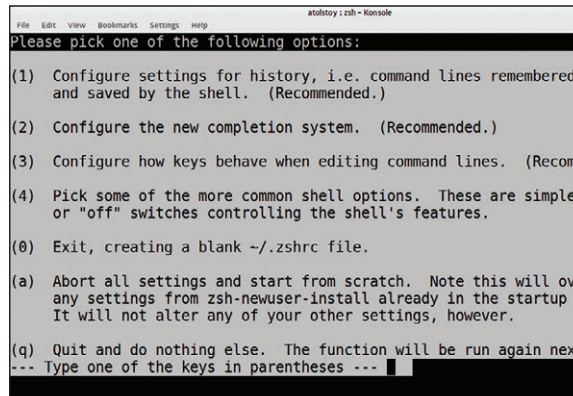 atolstoy : zsh - Konsole
File Edit View Bookmarks Settings Help
Please pick one of the following options:
(1) Configure settings for history, i.e. command lines remembered
and saved by the shell. (Recommended.)
(2) Configure the new completion system. (Recommended.)
(3) Configure how keys behave when editing command lines. (Recom
(4) Pick some of the more common shell options. These are simple
or "off" switches controlling the shell's features.
(0) Exit, creating a blank ~/.zshrc file.
(a) Abort all settings and start from scratch. Note this will ov
any settings from zsh-newuser-install already in the startup
It will not alter any of your other settings, however.
(q) Quit and do nothing else. The function will be run again nex
--- Type one of the keys in parentheses ---